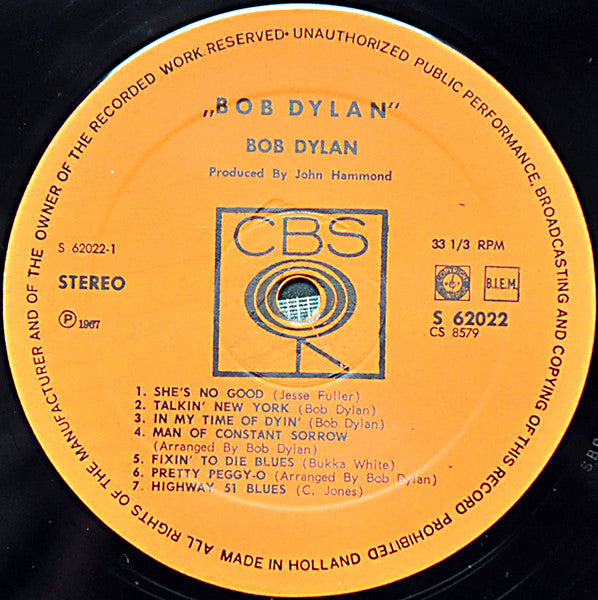 ALL RIGHTS OF THE MANUFACTURER AND OF THE OWNER OF THE RECORDED WORK RESERVED• UNAUTHORIZED PUBLIC PERFORMANCE, BROADCASTING AND COPYING OF THIS RECORD PROHIBITED
MADE IN HOLLAND
„BOB DYLAN"
BOB DYLAN
Produced By John Hammond
CBS
S 62022-1
33 1/3 RPM
STEREO
B.I.E.M.
Ⓟ 1967
S 62022
CS 8579
1. SHE'S NO GOOD (Jesse Fuller)
2. TALKIN' NEW YORK (Bob Dylan)
3. IN MY TIME OF DYIN' (Bob Dylan)
4. MAN OF CONSTANT SORROW
(Arranged By Bob Dylan)
5. FIXIN' TO DIE BLUES (Bukka White)
6. PRETTY PEGGY-O (Arranged By Bob Dylan)
7. HIGHWAY 51 BLUES (C. Jones)